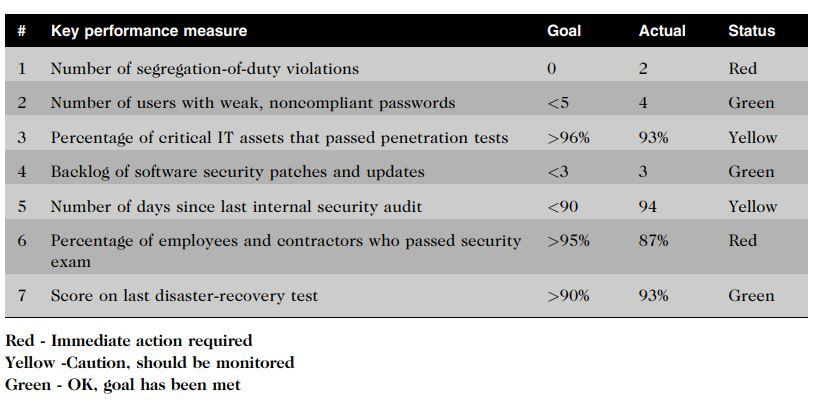 # Key performance measure Goal Actual Status
1 Number of segregation-of-duty violations 0 2 Red
2 Number of users with weak, noncompliant passwords <5 4 Green
3 Percentage of critical IT assets that passed penetration tests >96% 93% Yellow
4 Backlog of software security patches and updates <3 3 Green
5 Number of days since last internal security audit <90 94 Yellow
6 Percentage of employees and contractors who passed security >95% 87% Red
exam
7 Score on last disaster-recovery test >90% 93% Green
Red - Immediate action required
Yellow -Caution, should be monitored
Green - OK, goal has been met